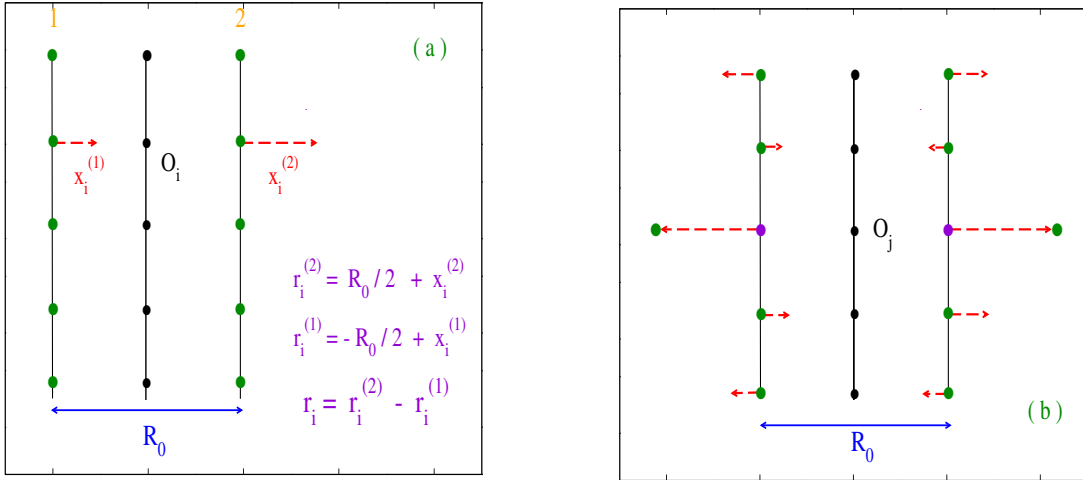 1 2
( a )
x_i^(1) O_i x_i^(2)
r_i^(2) = R_0 / 2 + x_i^(2)
r_i^(1) = - R_0 / 2 + x_i^(1)
r_i = r_i^(2) - r_i^(1)
R_0
O_j
( b )
R_0